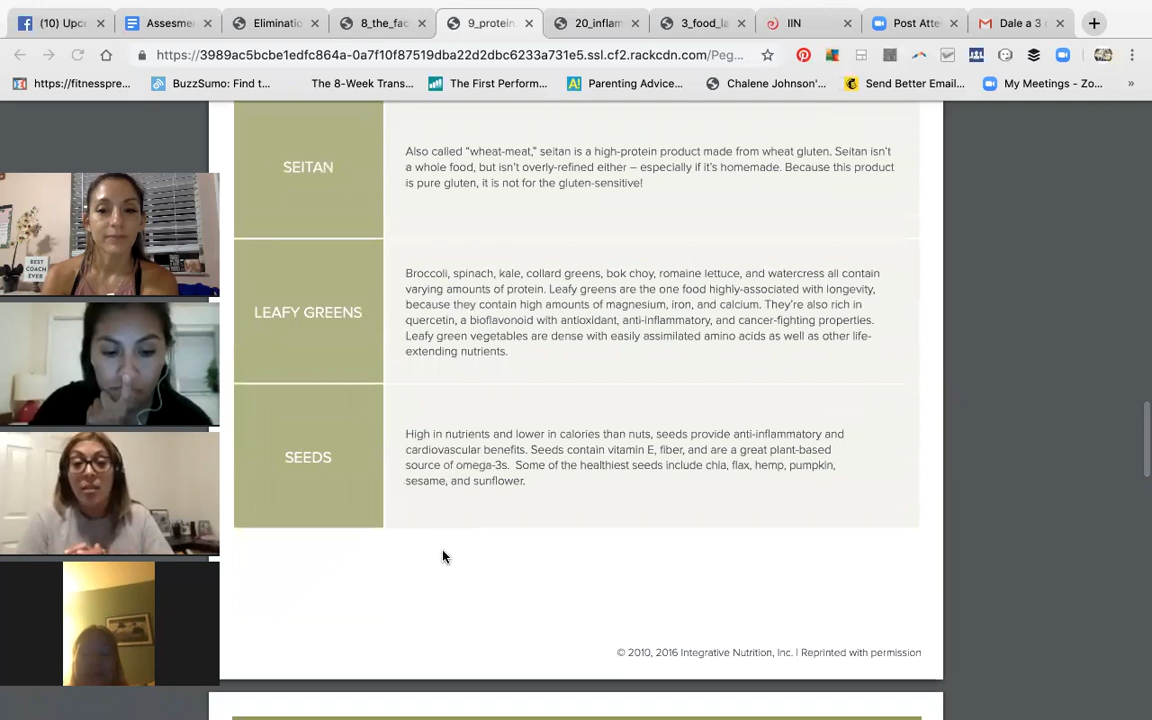 (10) Upco
Assesme
Eliminatio
8_the_fac
9_protein
20_inflam
3_food_la
IIN
Post Atte
Dale a 3
https://3989ac5bcbe1edfc864a-0a7f10f87519dba22d2dbc6233a731e5.ssl.cf2.rackcdn.com/Peg...
https://fitnesspre...
BuzzSumo: Find t...
The 8-Week Trans...
The First Perform...
Parenting Advice...
Chalene Johnson'...
Send Better Email...
My Meetings - Zo...
»
SEITAN
Also called “wheat-meat,” seitan is a high-protein product made from wheat gluten. Seitan isn’t
a whole food, but isn’t overly-refined either – especially if it’s homemade. Because this product
is pure gluten, it is not for the gluten-sensitive!
BEST
COACH
EVER
LEAFY GREENS
Broccoli, spinach, kale, collard greens, bok choy, romaine lettuce, and watercress all contain
varying amounts of protein. Leafy greens are the one food highly-associated with longevity,
because they contain high amounts of magnesium, iron, and calcium. They’re also rich in
quercetin, a bioflavonoid with antioxidant, anti-inflammatory, and cancer-fighting properties.
Leafy green vegetables are dense with easily assimilated amino acids as well as other life-
extending nutrients.
SEEDS
High in nutrients and lower in calories than nuts, seeds provide anti-inflammatory and
cardiovascular benefits. Seeds contain vitamin E, fiber, and are a great plant-based
source of omega-3s.  Some of the healthiest seeds include chia, flax, hemp, pumpkin,
sesame, and sunflower.
© 2010, 2016 Integrative Nutrition, Inc. | Reprinted with permission